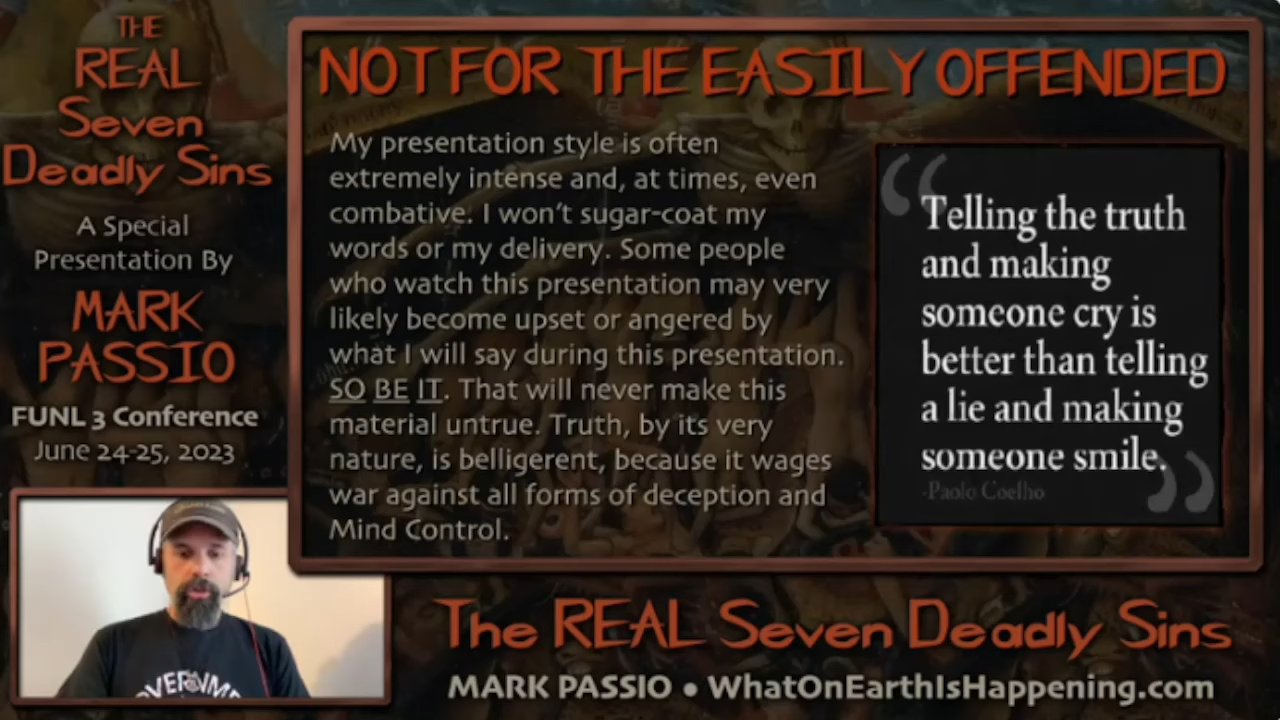 THE
REAL
Seven
Deadly Sins
A Special
Presentation By
MARK
PASSIO
FUNL 3 Conference
June 24-25, 2023
NOT FOR THE EASILY OFFENDED
My presentation style is often
extremely intense and, at times, even
combative. I won't sugar-coat my
words or my delivery. Some people
who watch this presentation may very
likely become upset or angered by
what I will say during this presentation.
SO BE IT. That will never make this
material untrue. Truth, by its very
nature, is belligerent, because it wages
war against all forms of deception and
Mind Control.
“Telling the truth
and making
someone cry is
better than telling
a lie and making
someone smile.”
-Paolo Coelho
The REAL Seven Deadly Sins
MARK PASSIO • WhatOnEarthIsHappening.com